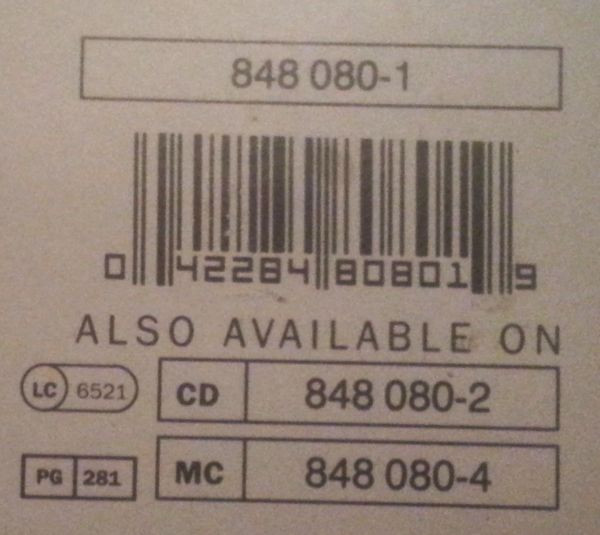 848 080-1
0 42284 80801 9
ALSO AVAILABLE ON
LC 6521 CD 848 080-2
PG 281 MC 848 080-4